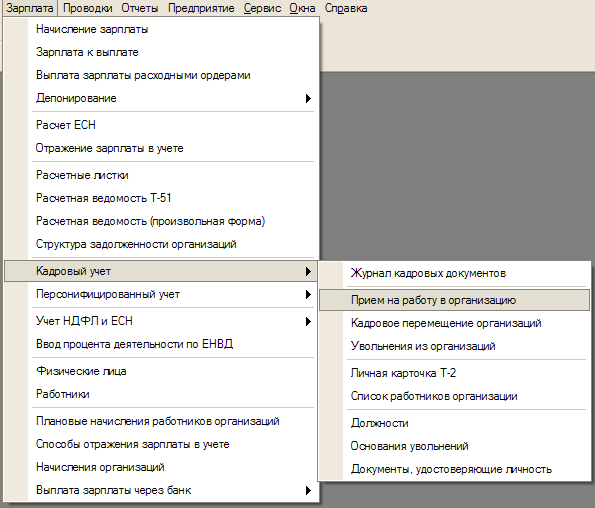 Зарплата Проводки Отчеты Предприятие Сервис Окна Справка
Начисление зарплаты
Зарплата к выплате
Выплата зарплаты расходными ордерами
Депонирование
Расчет ЕСН
Отражение зарплаты в учете
Расчетные листки
Расчетная ведомость Т-51
Расчетная ведомость (произвольная форма)
Структура задолженности организаций
Кадровый учет
Персонифицированный учет
Учет НДФЛ и ЕСН
Ввод процента деятельности по ЕНВД
Физические лица
Работники
Плановые начисления работников организаций
Способы отражения зарплаты в учете
Начисления организаций
Выплата зарплаты через банк
Журнал кадровых документов
Прием на работу в организацию
Кадровое перемещение организаций
Увольнения из организаций
Личная карточка Т-2
Список работников организации
Должности
Основания увольнений
Документы, удостоверяющие личность